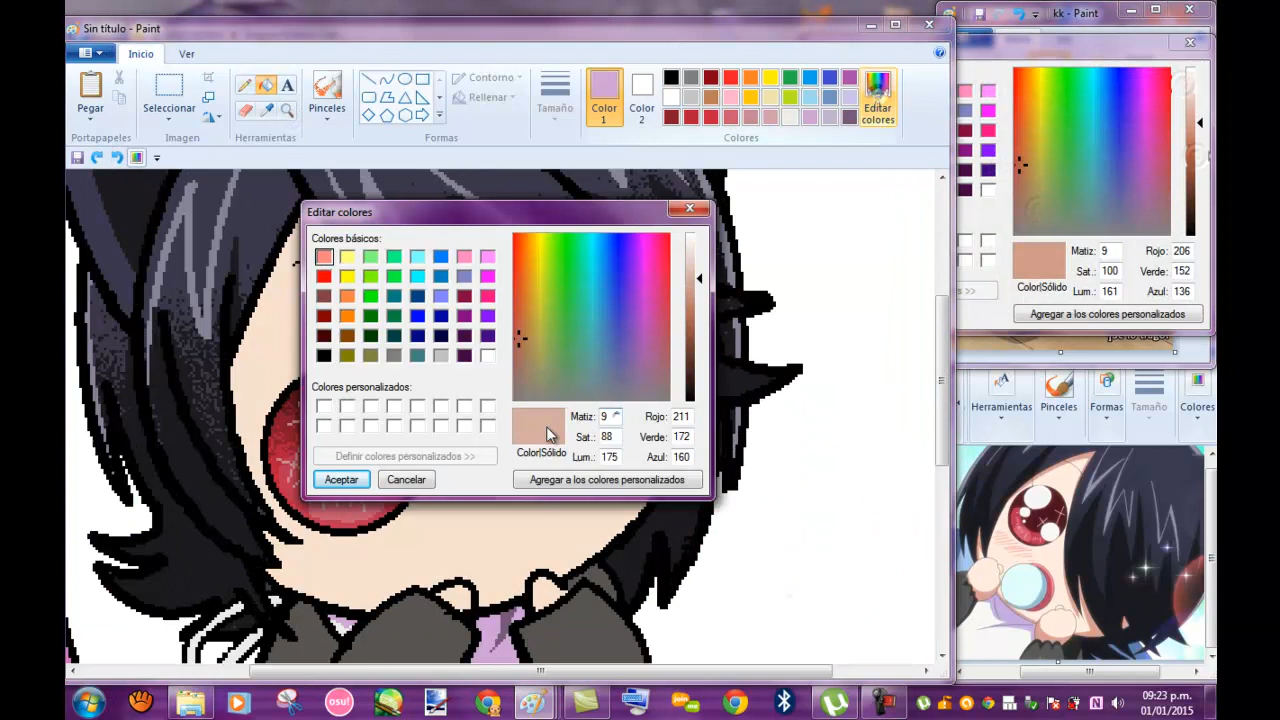 Sin título - Paint
kk - Paint
Inicio
Ver
Pegar
Seleccionar
Pinceles
Contorno
Rellenar
Tamaño
Color
1
Color
2
Editar
colores
Portapapeles
Imagen
Herramientas
Formas
Colores
Editar colores
Colores básicos:
Colores personalizados:
Definir colores personalizados >>
Aceptar
Cancelar
Color|Sólido
Matiz: 9
Sat.: 88
Lum.: 175
Rojo: 211
Verde: 172
Azul: 160
Agregar a los colores personalizados
>>
Color|Sólido
Matiz: 9
Sat.: 100
Lum.: 161
Rojo: 206
Verde: 152
Azul: 136
Agregar a los colores personalizados
Herramientas
Pinceles
Formas
Tamaño
Colores
osu!
join
me
09:23 p.m.
01/01/2015